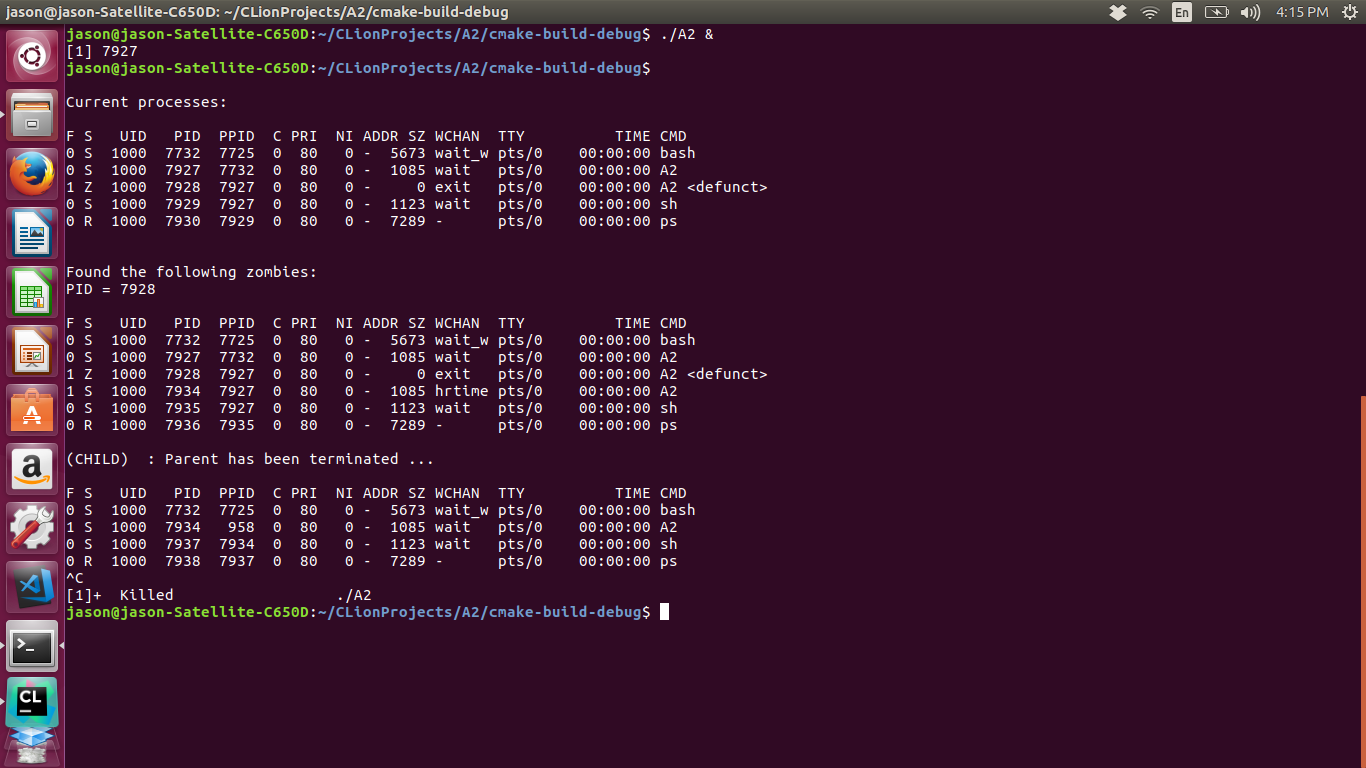 jason@jason-Satellite-C650D: ~/CLionProjects/A2/cmake-build-debug En 4:15 PM
jason@jason-Satellite-C650D:~/CLionProjects/A2/cmake-build-debug$ ./A2 &
[1] 7927
jason@jason-Satellite-C650D:~/CLionProjects/A2/cmake-build-debug$
Current processes:
F S   UID   PID  PPID  C PRI  NI ADDR SZ WCHAN  TTY          TIME CMD
0 S  1000  7732  7725  0  80   0 -  5673 wait_w pts/0    00:00:00 bash
0 S  1000  7927  7732  0  80   0 -  1085 wait   pts/0    00:00:00 A2
1 Z  1000  7928  7927  0  80   0 -     0 exit   pts/0    00:00:00 A2 <defunct>
0 S  1000  7929  7927  0  80   0 -  1123 wait   pts/0    00:00:00 sh
0 R  1000  7930  7929  0  80   0 -  7289 -      pts/0    00:00:00 ps
Found the following zombies:
PID = 7928
F S   UID   PID  PPID  C PRI  NI ADDR SZ WCHAN  TTY          TIME CMD
0 S  1000  7732  7725  0  80   0 -  5673 wait_w pts/0    00:00:00 bash
0 S  1000  7927  7732  0  80   0 -  1085 wait   pts/0    00:00:00 A2
1 Z  1000  7928  7927  0  80   0 -     0 exit   pts/0    00:00:00 A2 <defunct>
1 S  1000  7934  7927  0  80   0 -  1085 hrtime pts/0    00:00:00 A2
0 S  1000  7935  7927  0  80   0 -  1123 wait   pts/0    00:00:00 sh
0 R  1000  7936  7935  0  80   0 -  7289 -      pts/0    00:00:00 ps
(CHILD)  : Parent has been terminated ...
F S   UID   PID  PPID  C PRI  NI ADDR SZ WCHAN  TTY          TIME CMD
0 S  1000  7732  7725  0  80   0 -  5673 wait_w pts/0    00:00:00 bash
1 S  1000  7934   958  0  80   0 -  1085 wait   pts/0    00:00:00 A2
0 S  1000  7937  7934  0  80   0 -  1123 wait   pts/0    00:00:00 sh
0 R  1000  7938  7937  0  80   0 -  7289 -      pts/0    00:00:00 ps
^C
[1]+  Killed                  ./A2
jason@jason-Satellite-C650D:~/CLionProjects/A2/cmake-build-debug$
a
CL